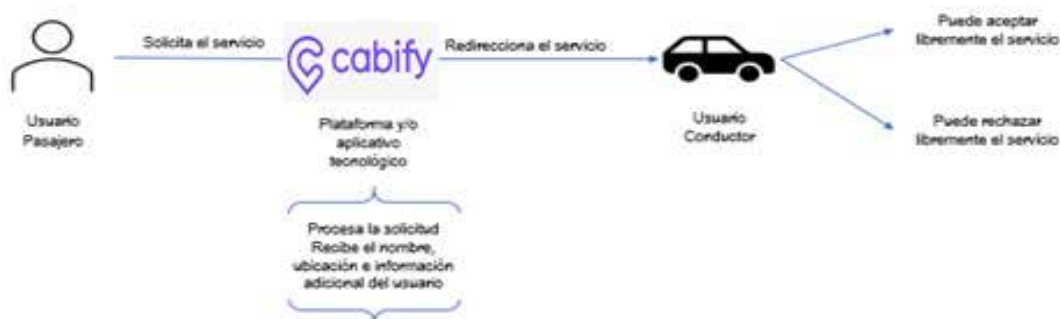 Solicita el servicio
cabify
Redirecciona el servicio
Puede aceptar
libremente el servicio
Usuario
Pasajero
Plataforma y/o
aplicativo
tecnológico
Usuario
Conductor
Puede rechazar
libremente el servicio
Procesa la solicitud
Recibe el nombre,
ubicación e información
adicional del usuario